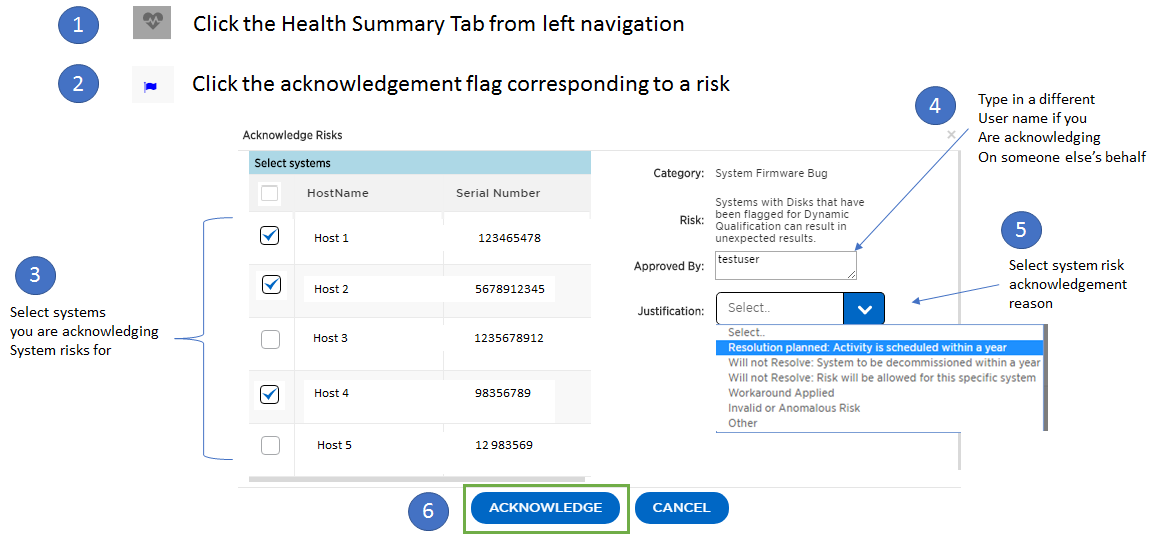 1
Click the Health Summary Tab from left navigation
2
Click the acknowledgement flag corresponding to a risk
Acknowledge Risks
×
Select systems
HostName Serial Number
Host 1 123465478
Host 2 5678912345
Host 3 1235678912
Host 4 98356789
Host 5 12 983569
3
Select systems
you are acknowledging
System risks for
Category: System Firmware Bug
Risk: Systems with Disks that have
been flagged for Dynamic
Qualification can result in
unexpected results.
Approved By: testuser
Justification: Select..
Select..
Resolution planned: Activity is scheduled within a year
Will not Resolve: System to be decommissioned within a year
Will not Resolve: Risk will be allowed for this specific system
Workaround Applied
Invalid or Anomalous Risk
Other
4
Type in a different
User name if you
Are acknowledging
On someone else’s behalf
5
Select system risk
acknowledgement
reason
6
ACKNOWLEDGE
CANCEL